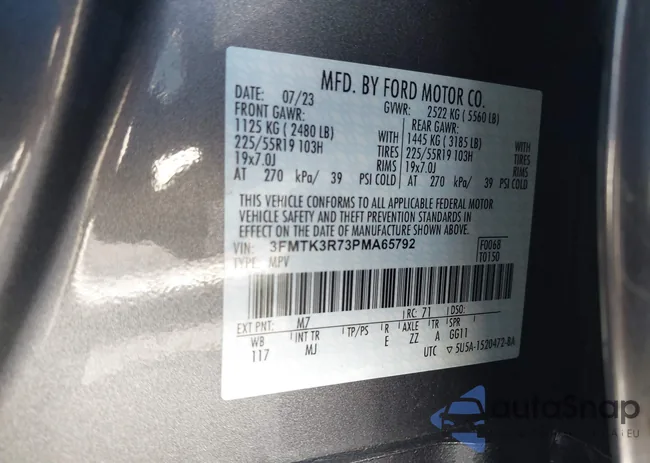 MFD. BY FORD MOTOR CO.
DATE: 07/23 GVWR: 2522 KG ( 5560 LB)
FRONT GAWR: REAR GAWR:
1125 KG ( 2480 LB) WITH 1445 KG ( 3185 LB) WITH
225/55R19 103H TIRES 225/55R19 103H TIRES
19x7.0J RIMS 19x7.0J RIMS
AT 270 kPa/ 39 PSI COLD AT 270 kPa/ 39 PSI COLD
THIS VEHICLE CONFORMS TO ALL APPLICABLE FEDERAL MOTOR
VEHICLE SAFETY AND THEFT PREVENTION STANDARDS IN
EFFECT ON THE DATE OF MANUFACTURE SHOWN ABOVE.
VIN: 3FMTK3R73PMA65792 F0068
TYPE: MPV T0150
EXT PNT: M7 RC: 71 DSO:
WB INT TR TP/PS R AXLE TR SPR
117 MJ E ZZ A GG11
UTC ▽ 5U5A-1520472-BA
autoSnap
EU